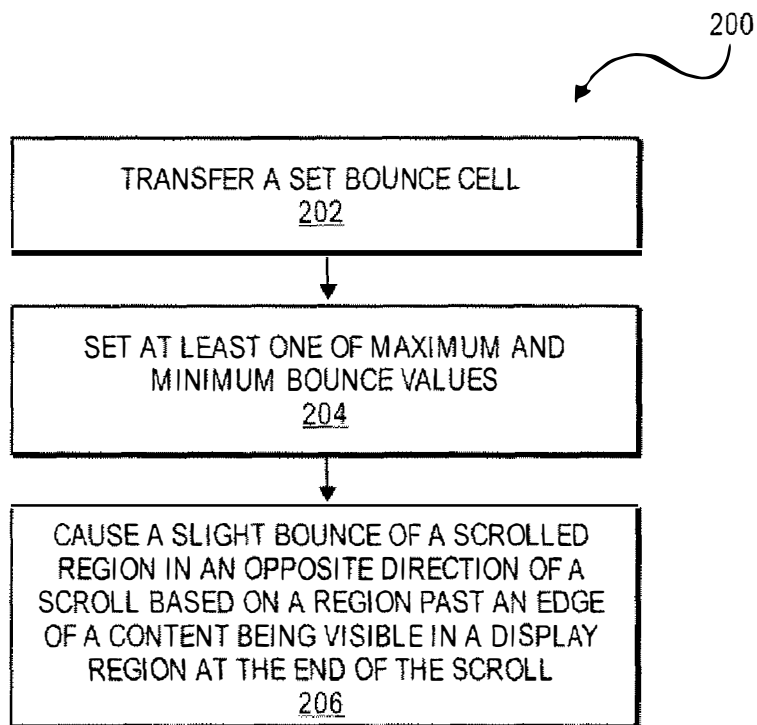 200
TRANSFER A SET BOUNCE CELL
202
SET AT LEAST ONE OF MAXIMUM AND
MINIMUM BOUNCE VALUES
204
CAUSE A SLIGHT BOUNCE OF A SCROLLED
REGION IN AN OPPOSITE DIRECTION OF A
SCROLL BASED ON A REGION PAST AN EDGE
OF A CONTENT BEING VISIBLE IN A DISPLAY
REGION AT THE END OF THE SCROLL
206